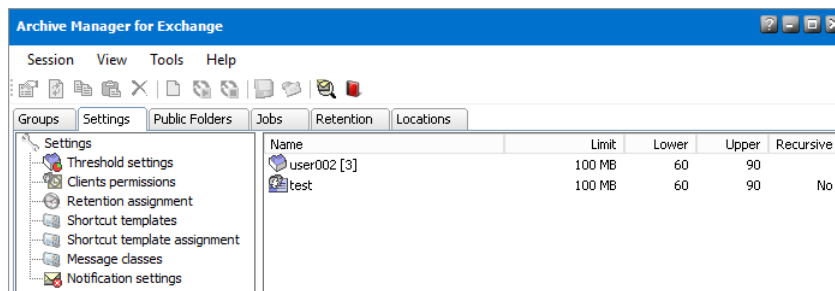 Archive Manager for Exchange
Session View Tools Help
Groups Settings Public Folders Jobs Retention Locations
Settings
Threshold settings
Clients permissions
Retention assignment
Shortcut templates
Shortcut template assignment
Message classes
Notification settings
Name Limit Lower Upper Recursive
user002 [3] 100 MB 60 90
test 100 MB 60 90 No